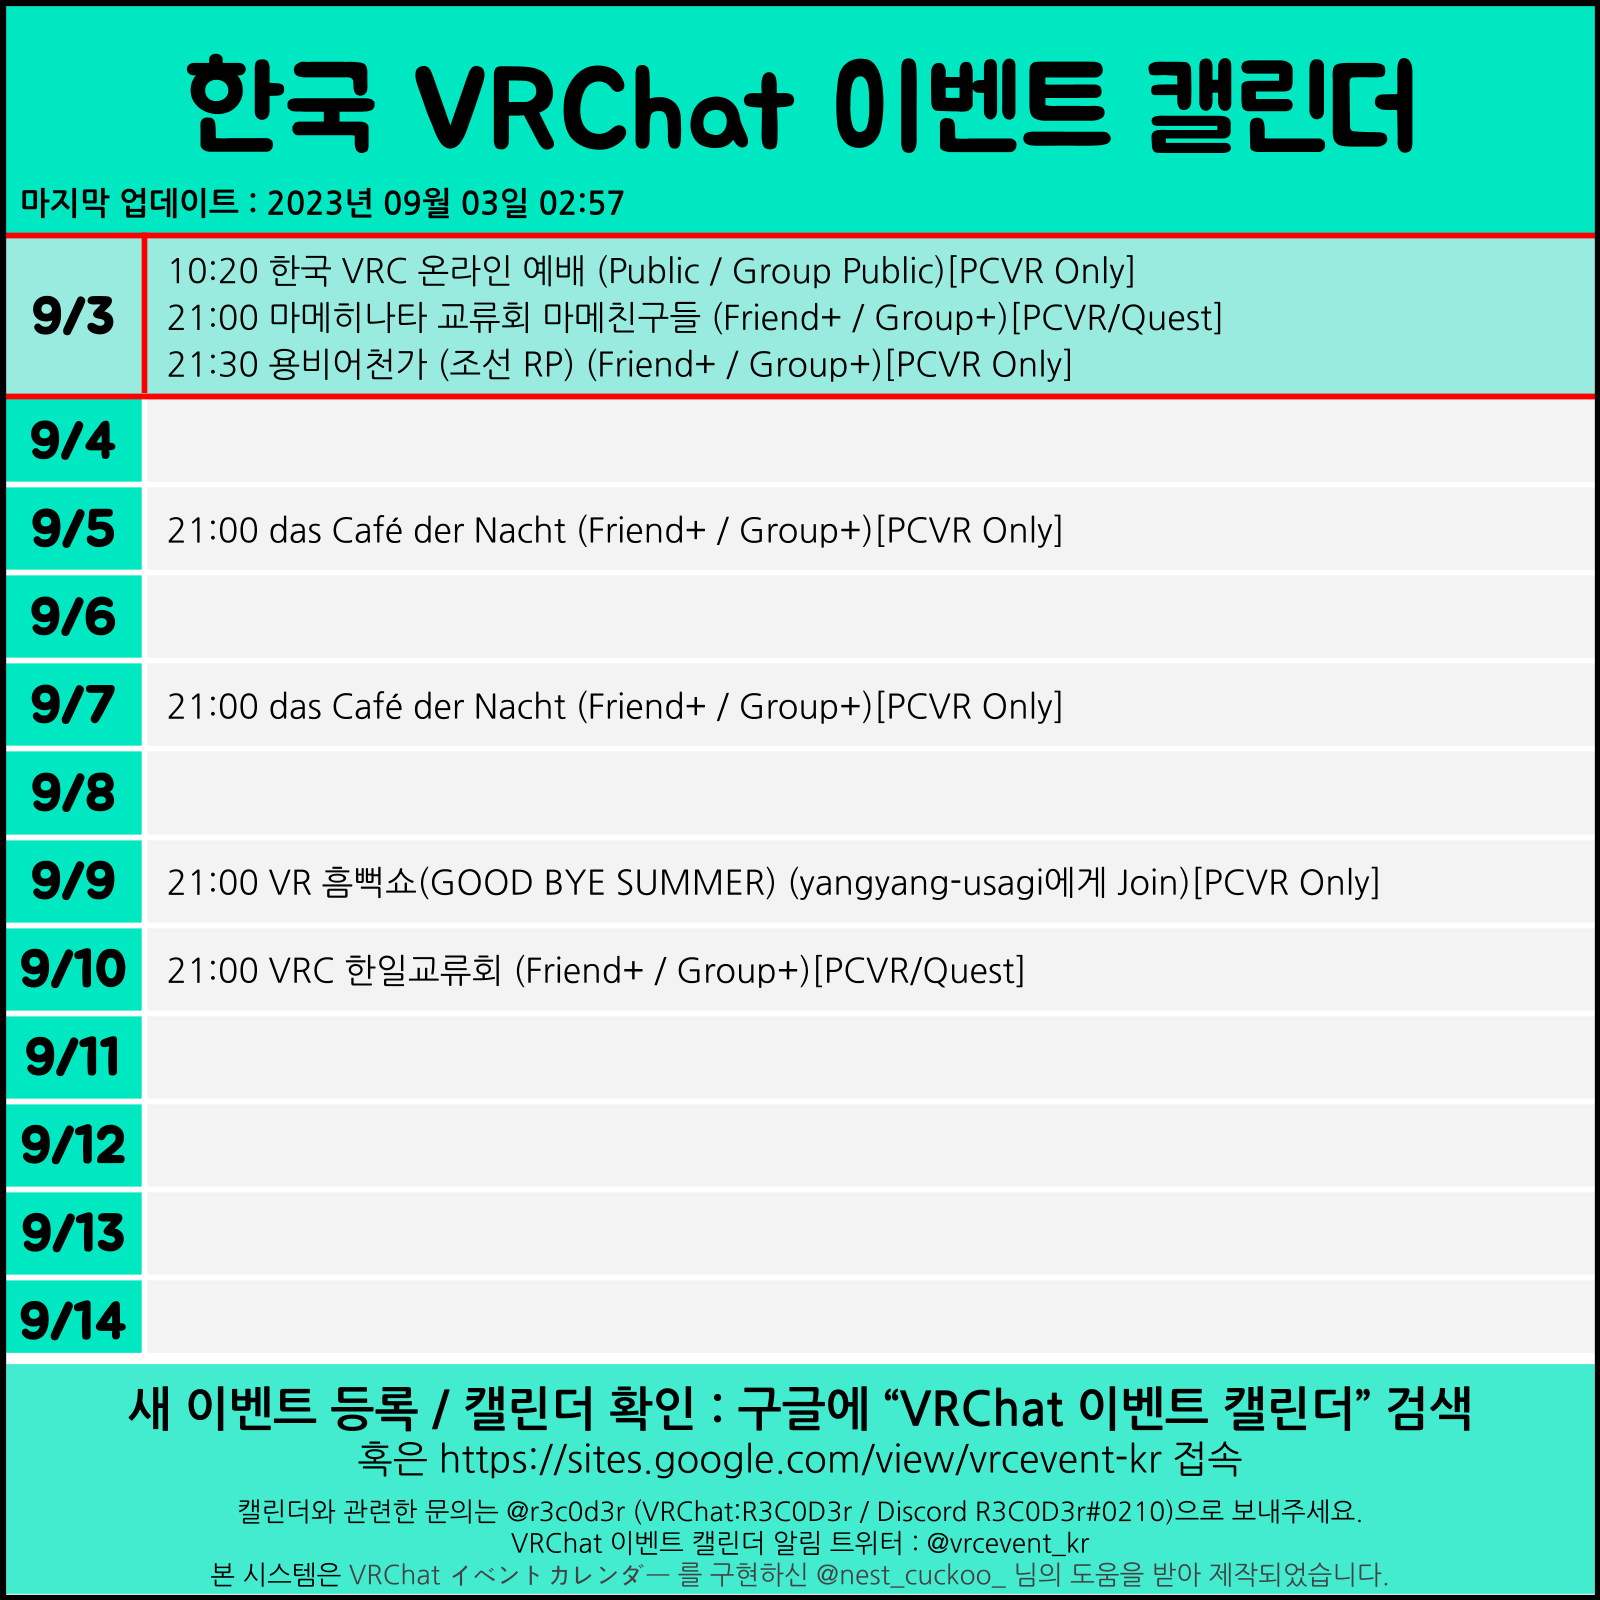 한국 VRChat 이벤트 캘린더
마지막 업데이트 : 2023년 09월 03일 02:57
9/3
10:20 한국 VRC 온라인 예배 (Public / Group Public)[PCVR Only]
21:00 마메히나타 교류회 마메친구들 (Friend+ / Group+)[PCVR/Quest]
21:30 용비어천가 (조선 RP) (Friend+ / Group+)[PCVR Only]
9/4
9/5
21:00 das Café der Nacht (Friend+ / Group+)[PCVR Only]
9/6
9/7
21:00 das Café der Nacht (Friend+ / Group+)[PCVR Only]
9/8
9/9
21:00 VR 흠뻑쇼(GOOD BYE SUMMER) (yangyang-usagi에게 Join)[PCVR Only]
9/10
21:00 VRC 한일교류회 (Friend+ / Group+)[PCVR/Quest]
9/11
9/12
9/13
9/14
새 이벤트 등록 / 캘린더 확인 : 구글에 “VRChat 이벤트 캘린더” 검색
혹은 https://sites.google.com/view/vrcevent-kr 접속
캘린더와 관련한 문의는 @r3c0d3r (VRChat:R3C0D3r / Discord R3C0D3r#0210)으로 보내주세요.
VRChat 이벤트 캘린더 알림 트위터 : @vrcevent_kr
본 시스템은 VRChat イベントカレンダー 를 구현하신 @nest_cuckoo_ 님의 도움을 받아 제작되었습니다.